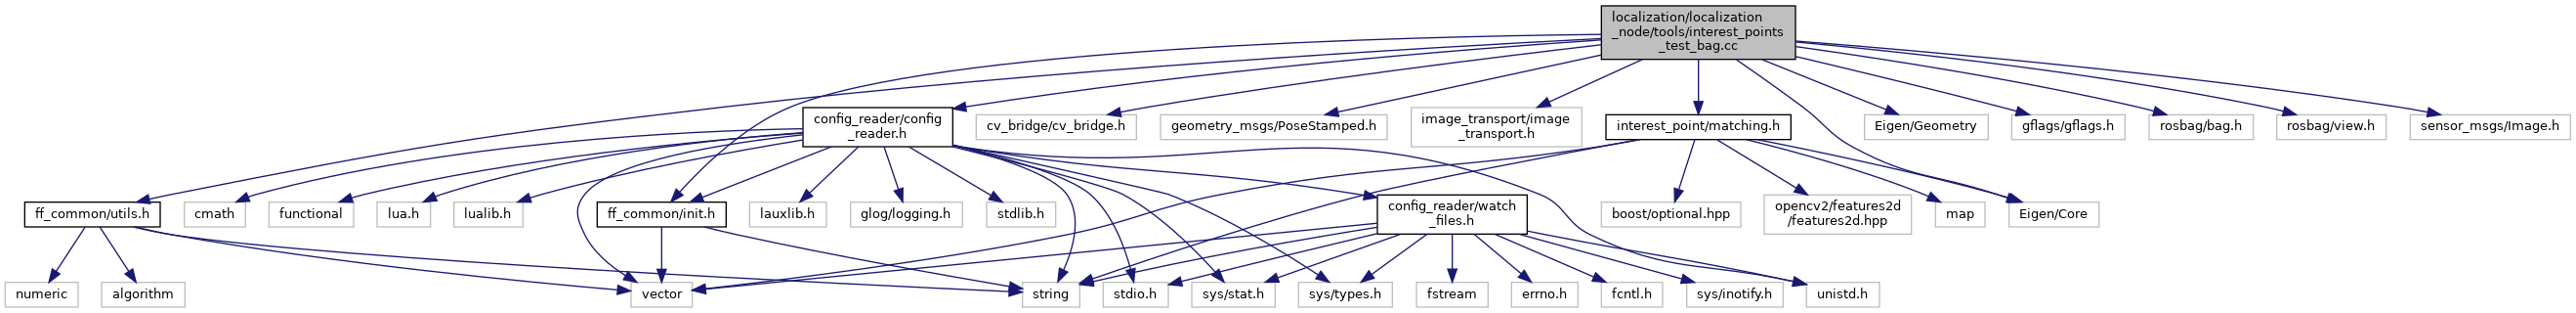 localization/localization
_node/tools/interest_points
_test_bag.cc
config_reader/config
_reader.h
cv_bridge/cv_bridge.h
geometry_msgs/PoseStamped.h
image_transport/image
_transport.h
interest_point/matching.h
Eigen/Geometry
gflags/gflags.h
rosbag/bag.h
rosbag/view.h
sensor_msgs/Image.h
ff_common/utils.h
cmath
functional
lua.h
lualib.h
ff_common/init.h
lauxlib.h
glog/logging.h
stdlib.h
config_reader/watch
_files.h
boost/optional.hpp
opencv2/features2d
/features2d.hpp
map
Eigen/Core
numeric
algorithm
vector
string
stdio.h
sys/stat.h
sys/types.h
fstream
errno.h
fcntl.h
sys/inotify.h
unistd.h